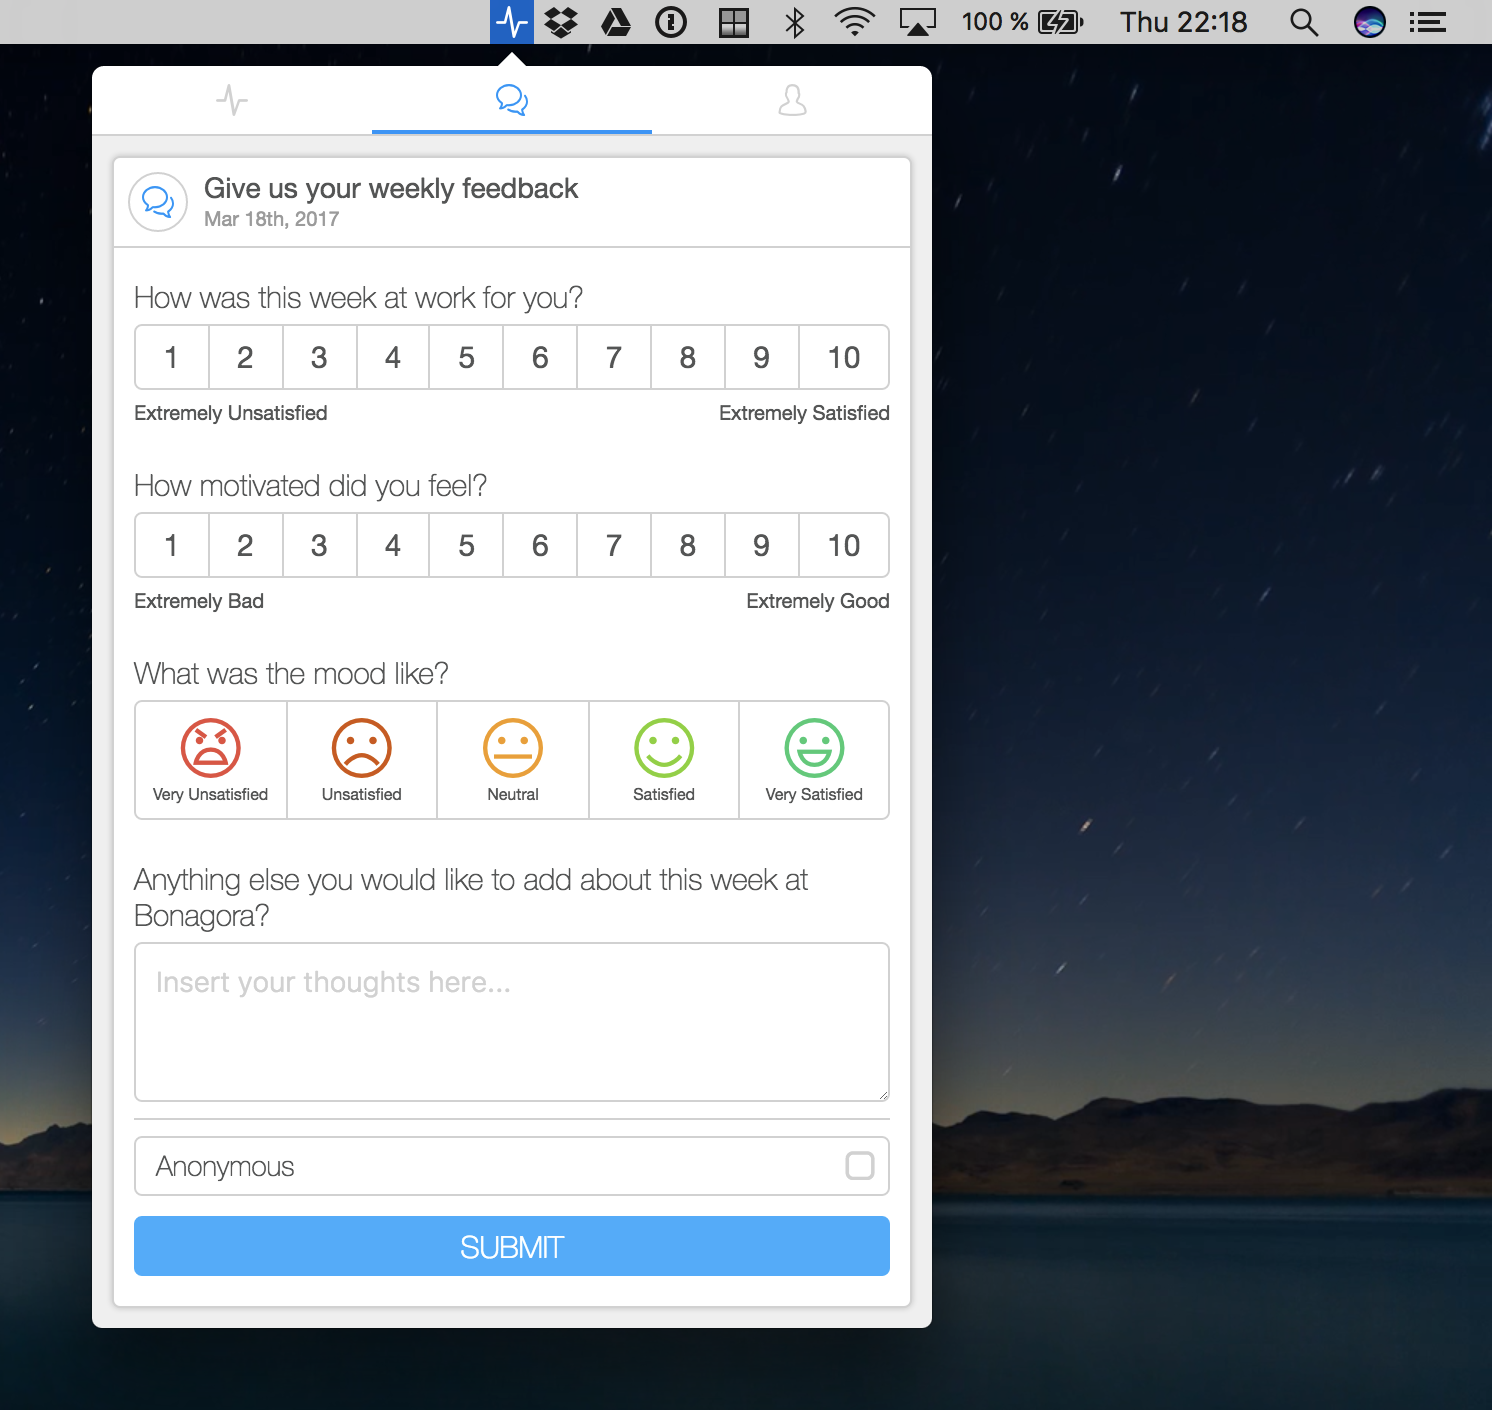 100 %
Thu 22:18
Give us your weekly feedback
Mar 18th, 2017
How was this week at work for you?
1 2 3 4 5 6 7 8 9 10
Extremely Unsatisfied Extremely Satisfied
How motivated did you feel?
1 2 3 4 5 6 7 8 9 10
Extremely Bad Extremely Good
What was the mood like?
Very Unsatisfied Unsatisfied Neutral Satisfied Very Satisfied
Anything else you would like to add about this week at
Bonagora?
Insert your thoughts here...
Anonymous
SUBMIT